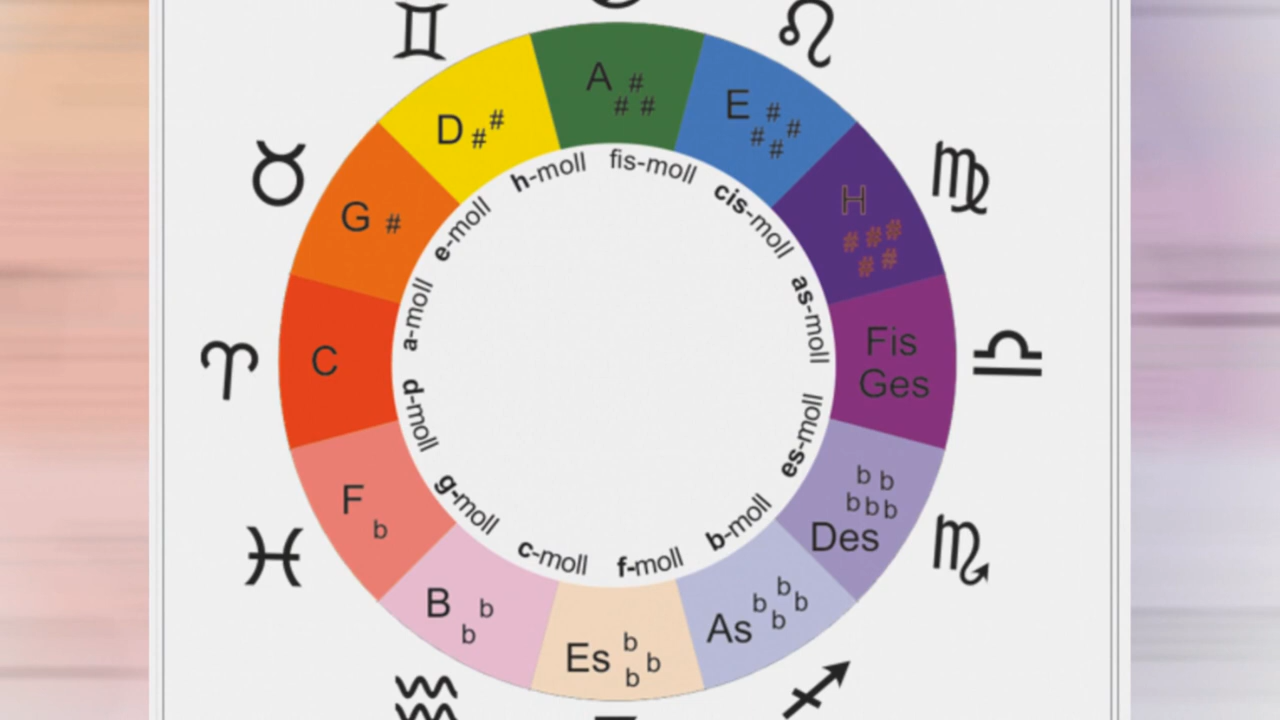 A # # #
E # # # #
H # # # # #
Fis
Ges
b b b b b
Des
As b b b b
Es b b b
B b b
F b
C
G #
D # #
fis-moll
cis-moll
as-moll
es-moll
b-moll
f-moll
c-moll
g-moll
d-moll
a-moll
e-moll
h-moll